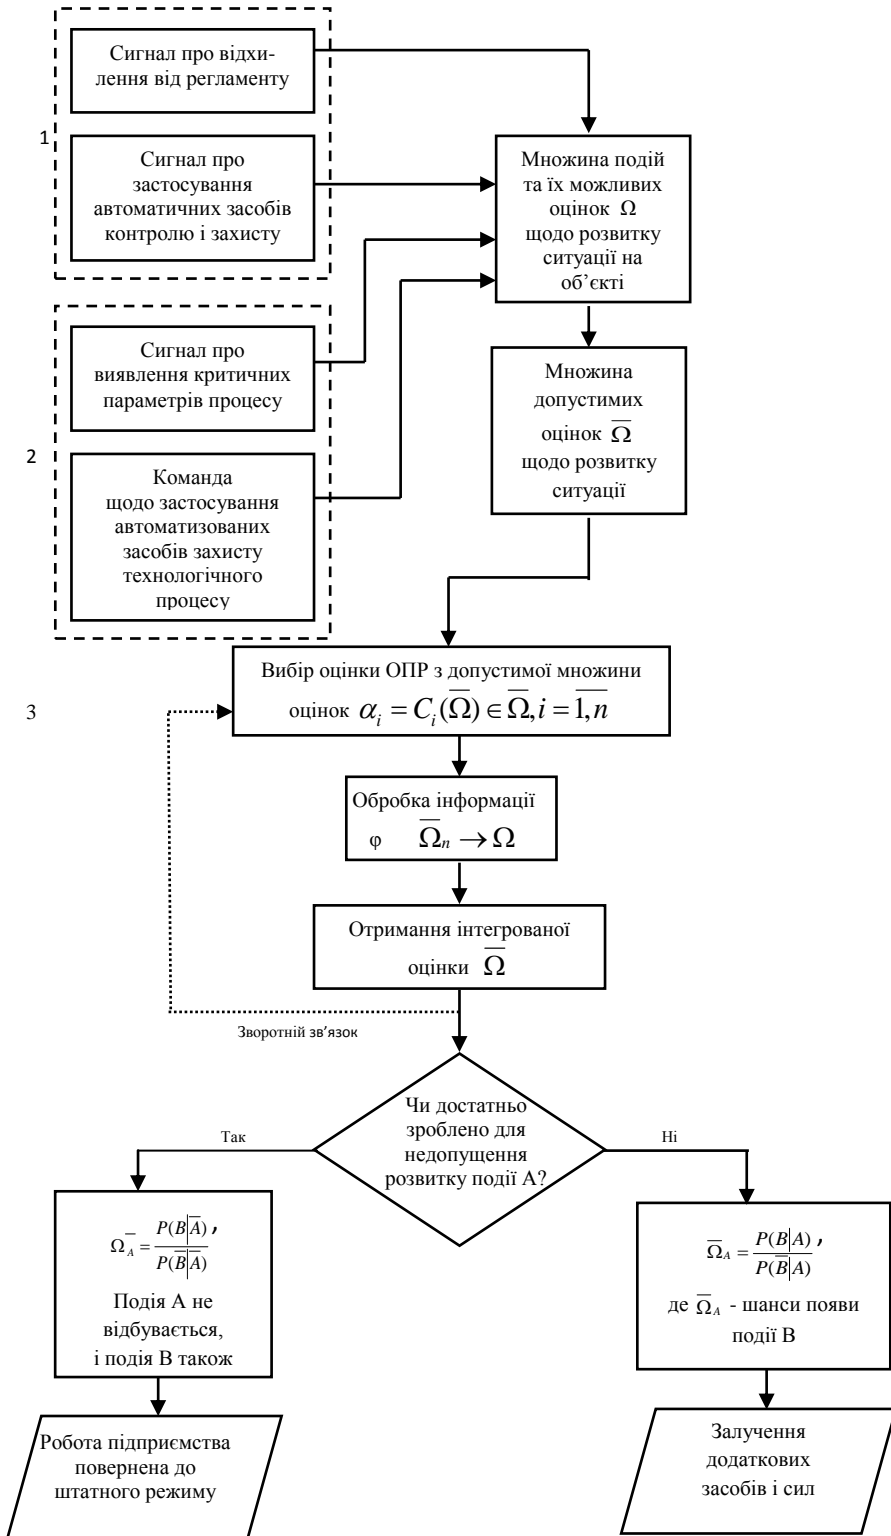 Сигнал про відхи-
лення від регламенту
1
Сигнал про
застосування
автоматичних засобів
контролю і захисту
Множина подій
та їх можливих
оцінок Ω
щодо розвитку
ситуації на
об’єкті
Сигнал про
виявлення критичних
параметрів процесу
2
Команда
щодо застосування
автоматизованих
засобів захисту
технологічного
процесу
Множина
допустимих
оцінок Ω̅
щодо розвитку
ситуації
3
Вибір оцінки ОПР з допустимої множини
оцінок α_i = C_i(Ω̅) ∈ Ω̅, i = 1,n̅
Обробка інформації
φ Ω̅_n → Ω
Отримання інтегрованої
оцінки Ω̅
Зворотній зв’язок
Чи достатньо
зроблено для
недопущення
розвитку події А?
Так
Ні
Ω_A̅ = P(B|A̅) / P(B̅|A̅) ,
Подія А не
відбувається,
і подія В також
Ω̅_A = P(B|A) / P(B̅|A) ,
де Ω̅_A - шанси появи
події В
Робота підприємства
повернена до
штатного режиму
Залучення
додаткових
засобів і сил